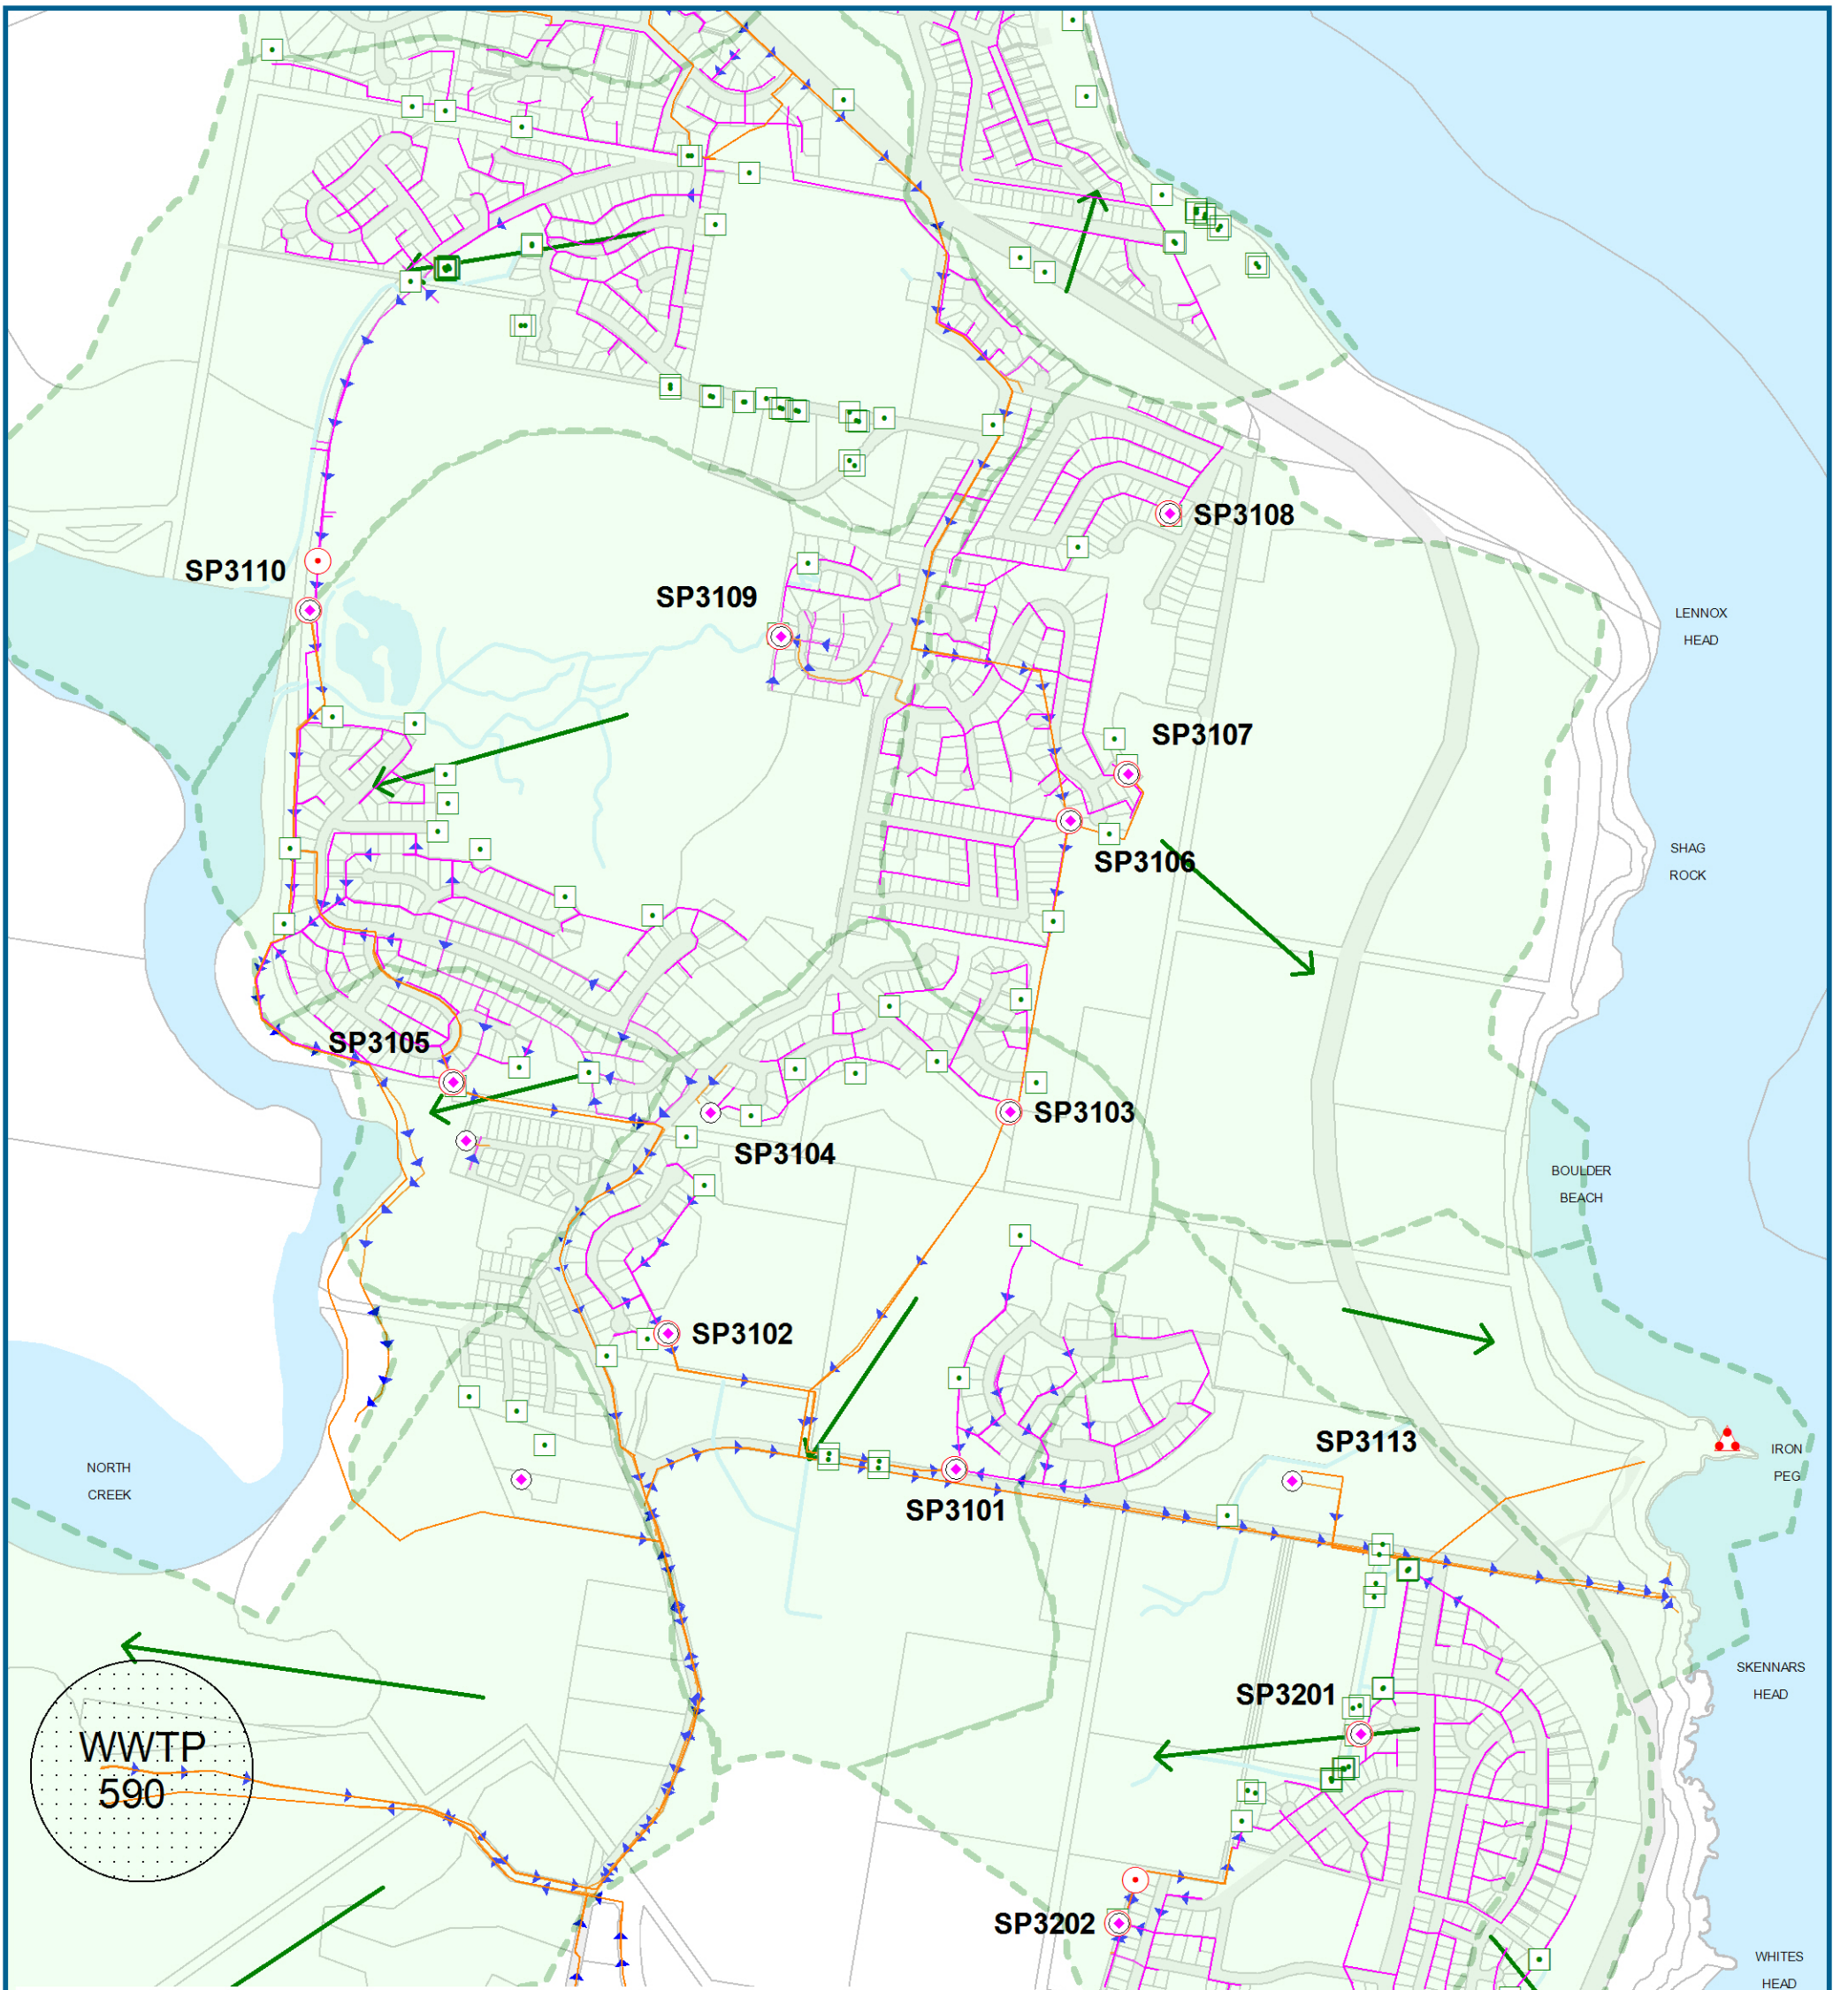 SP3108
SP3110
SP3109
LENNOX
HEAD
SP3107
SP3106
SHAG
ROCK
SP3105
SP3103
SP3104
BOULDER
BEACH
SP3102
SP3113
IRON
PEG
NORTH
CREEK
SP3101
SKENNARS
HEAD
SP3201
WWTP
590
SP3202
WHITES
HEAD